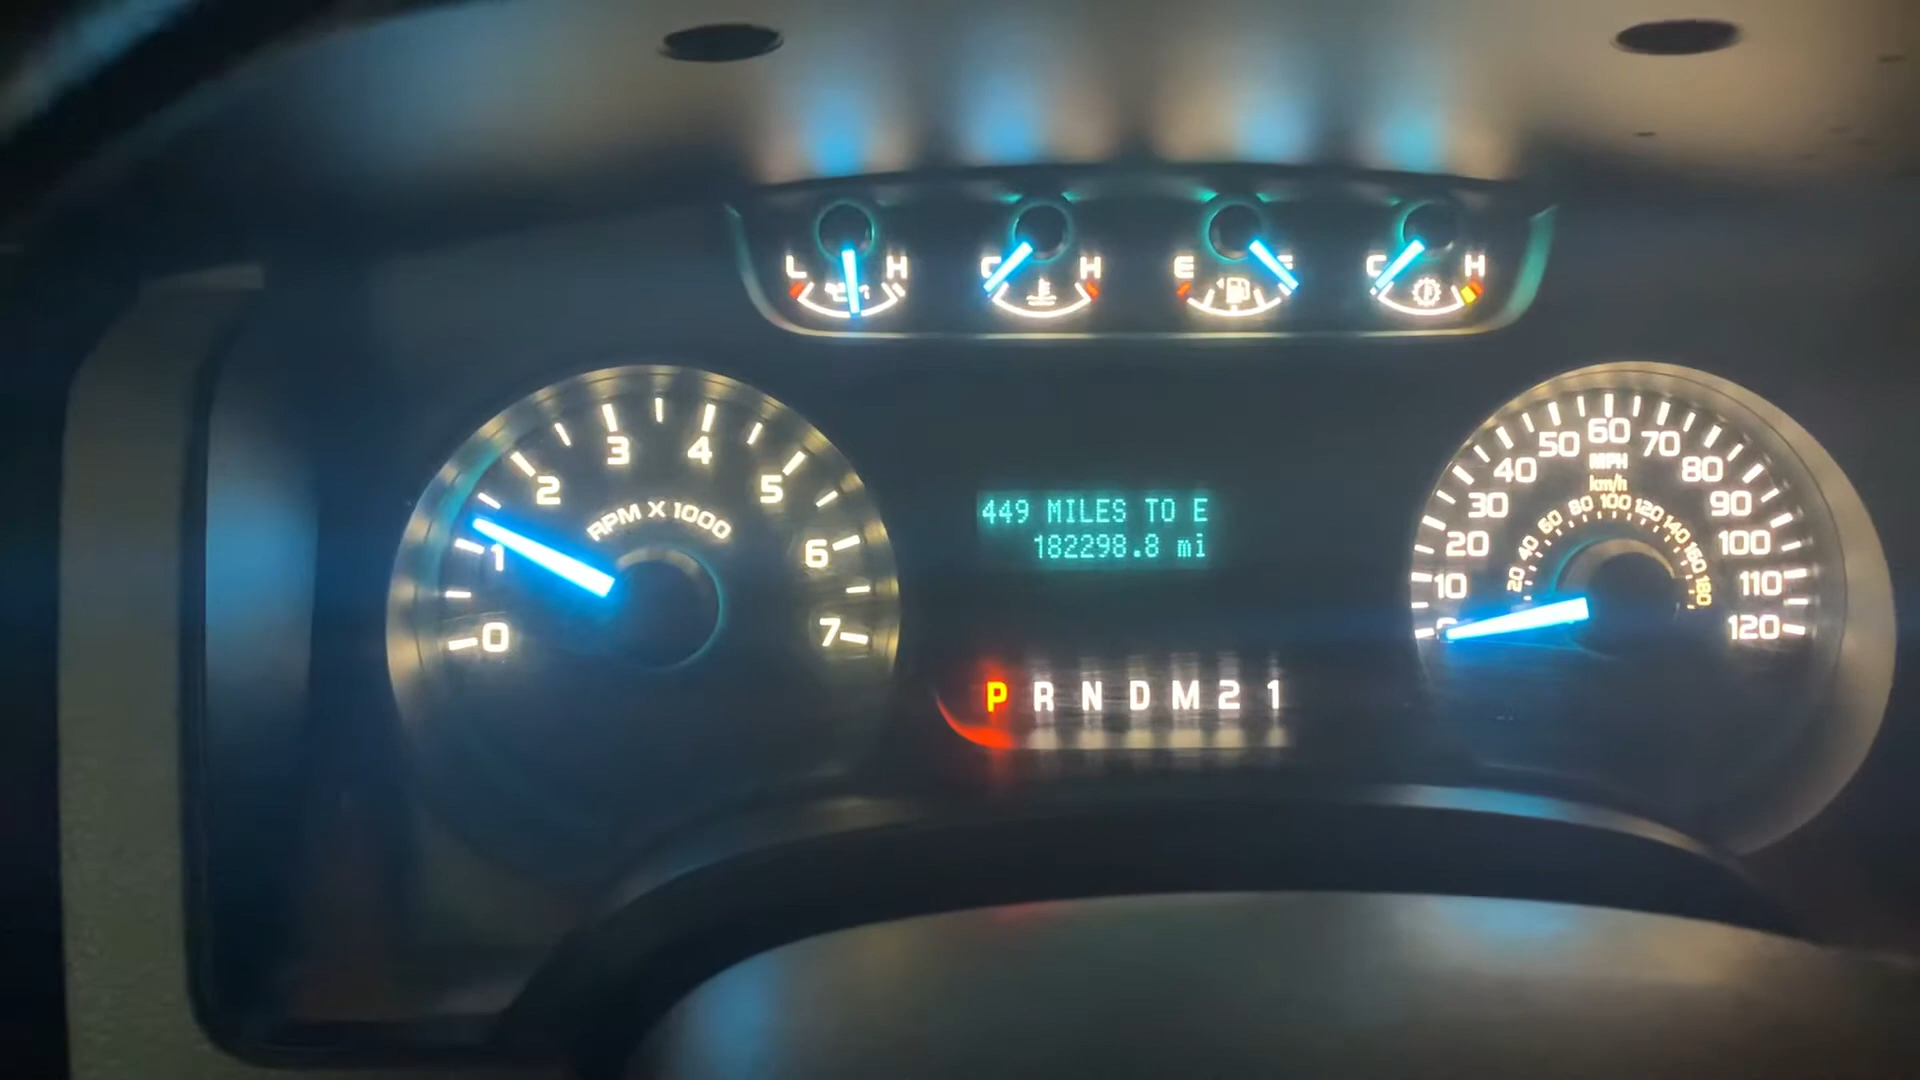 L H C H E F C H
2 3 4 5
RPM X 1000
1 6
0 7
449 MILES TO E
182298.8 mi
P R N D M 2 1
10 20 30 40 50 60 70 80 90 100 110 120
MPH
km/h
20 40 60 80 100 120 140 160 180